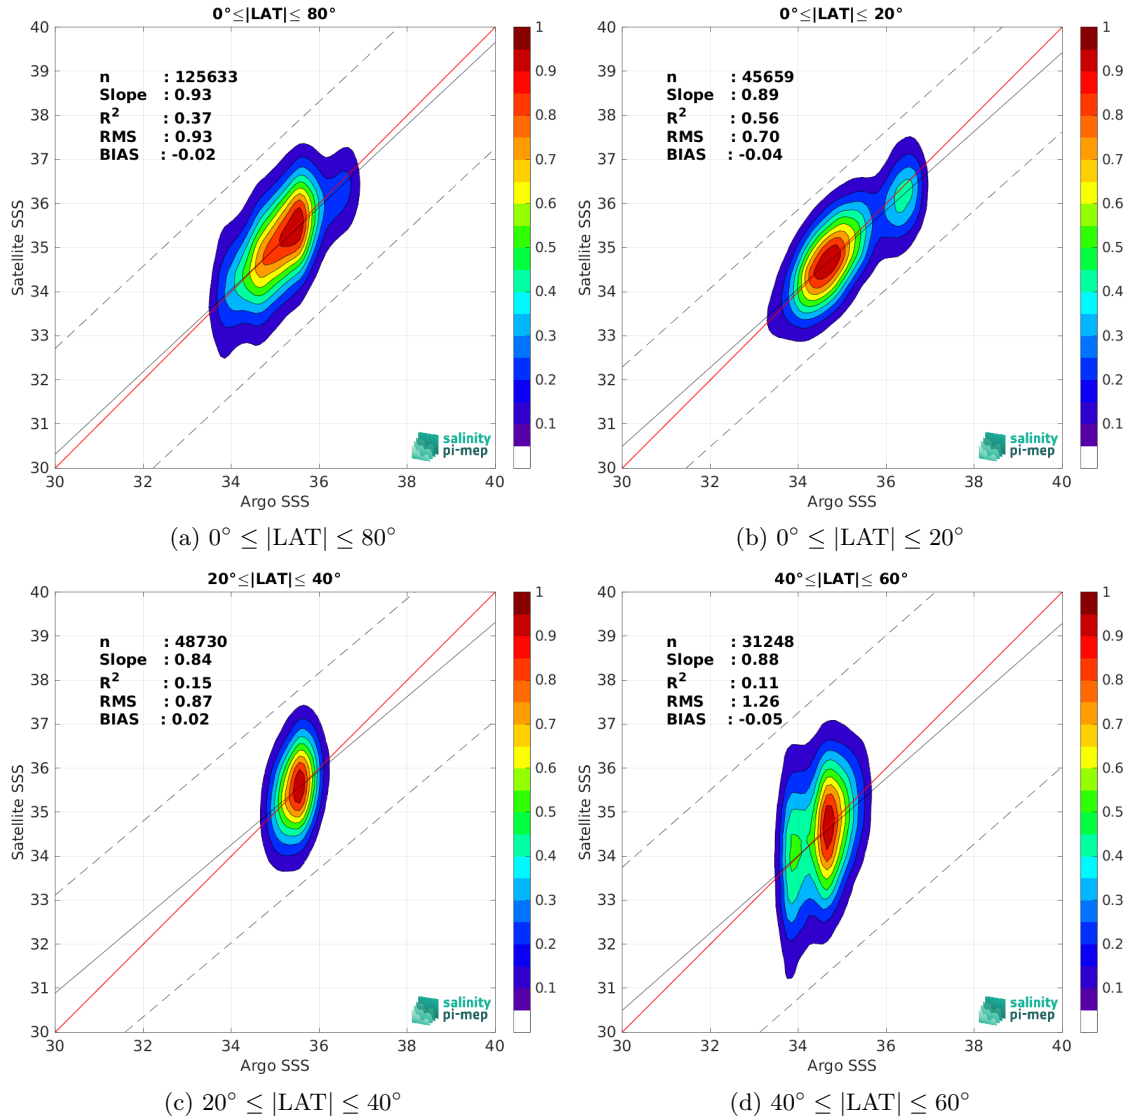 0°≤|LAT|≤ 80°
n : 125633
Slope : 0.93
R² : 0.37
RMS : 0.93
BIAS : -0.02
40
39
38
37
36
35
34
33
32
31
30
Satellite SSS
30 32 34 36 38 40
Argo SSS
1
0.9
0.8
0.7
0.6
0.5
0.4
0.3
0.2
0.1
salinity
pi-mep
(a) 0° ≤ |LAT| ≤ 80°
0°≤|LAT|≤ 20°
n : 45659
Slope : 0.89
R² : 0.56
RMS : 0.70
BIAS : -0.04
40
39
38
37
36
35
34
33
32
31
30
Satellite SSS
30 32 34 36 38 40
Argo SSS
1
0.9
0.8
0.7
0.6
0.5
0.4
0.3
0.2
0.1
salinity
pi-mep
(b) 0° ≤ |LAT| ≤ 20°
20°≤|LAT|≤ 40°
n : 48730
Slope : 0.84
R² : 0.15
RMS : 0.87
BIAS : 0.02
40
39
38
37
36
35
34
33
32
31
30
Satellite SSS
30 32 34 36 38 40
Argo SSS
1
0.9
0.8
0.7
0.6
0.5
0.4
0.3
0.2
0.1
salinity
pi-mep
(c) 20° ≤ |LAT| ≤ 40°
40°≤|LAT|≤ 60°
n : 31248
Slope : 0.88
R² : 0.11
RMS : 1.26
BIAS : -0.05
40
39
38
37
36
35
34
33
32
31
30
Satellite SSS
30 32 34 36 38 40
Argo SSS
1
0.9
0.8
0.7
0.6
0.5
0.4
0.3
0.2
0.1
salinity
pi-mep
(d) 40° ≤ |LAT| ≤ 60°